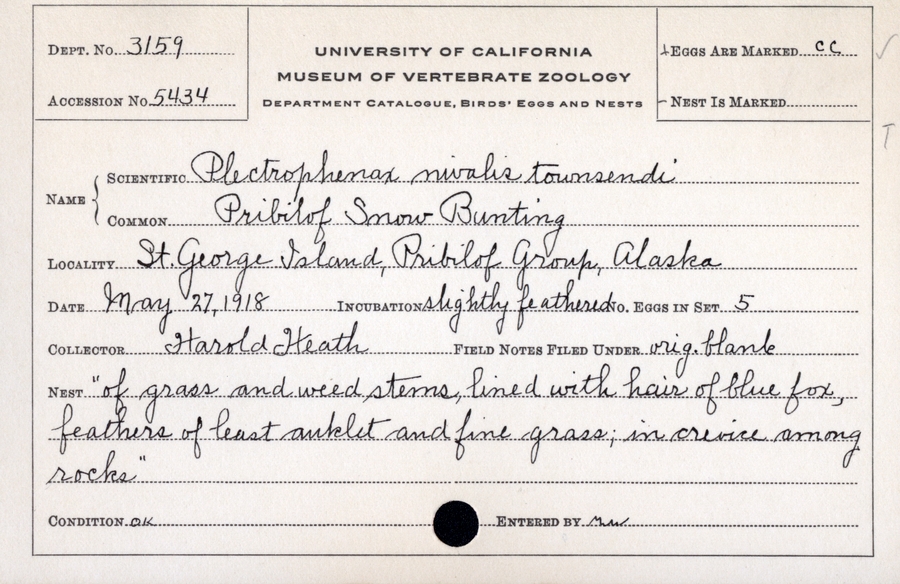 Dept. No. 3159
Accession No. 5434
UNIVERSITY OF CALIFORNIA
MUSEUM OF VERTEBRATE ZOOLOGY
Department Catalogue, Birds' Eggs and Nests
Eggs Are Marked cc
Nest Is Marked
T
Name
Scientific Plectrophenax nivalis townsendi
Common Pribilof Snow Bunting
Locality St. George Island, Pribilof Group, Alaska
Date May 27, 1918 Incubation slightly feathered No. Eggs in Set 5
Collector Harold Heath Field Notes Filed Under orig. blank
Nest "of grass and weed stems, lined with hair of blue fox,
feathers of least auklet and fine grass; in crevice among
rocks"
Condition OK Entered by